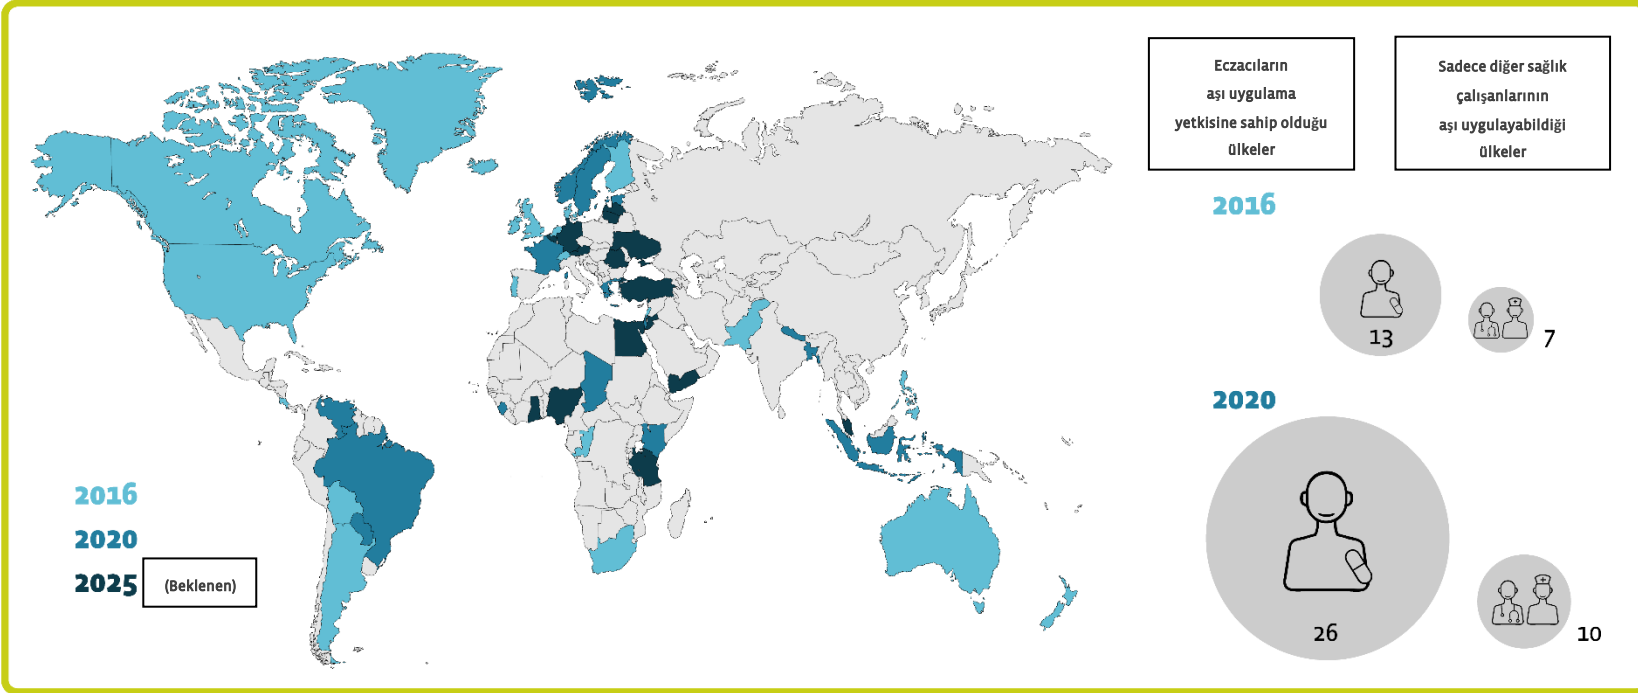 Eczacıların
aşı uygulama
yetkisine sahip olduğu
ülkeler
Sadece diğer sağlık
çalışanlarının
aşı uygulayabildiği
ülkeler
2016
13
7
2020
26
10
2016
2020
2025 (Beklenen)